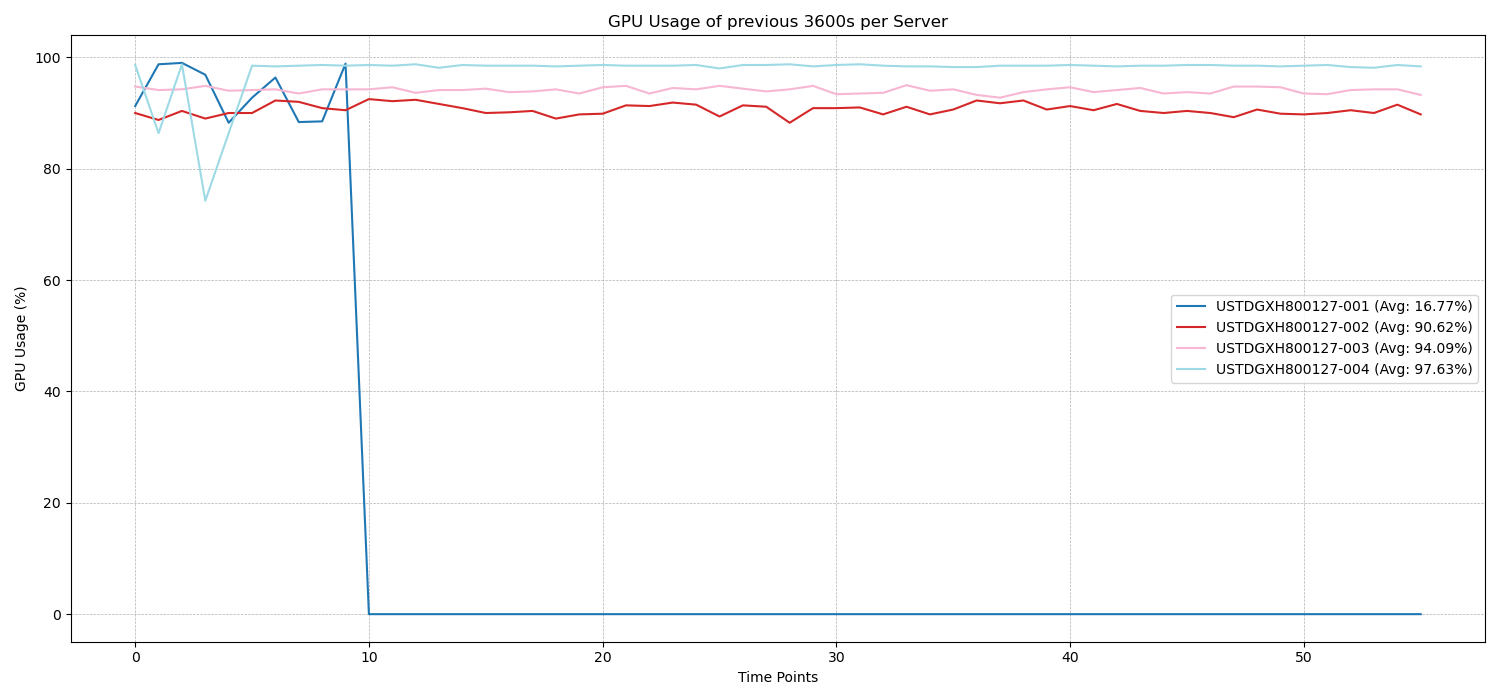 GPU Usage of previous 3600s per Server
100
80
60
40
20
0
GPU Usage (%)
USTDGXH800127-001 (Avg: 16.77%)
USTDGXH800127-002 (Avg: 90.62%)
USTDGXH800127-003 (Avg: 94.09%)
USTDGXH800127-004 (Avg: 97.63%)
0 10 20 30 40 50
Time Points